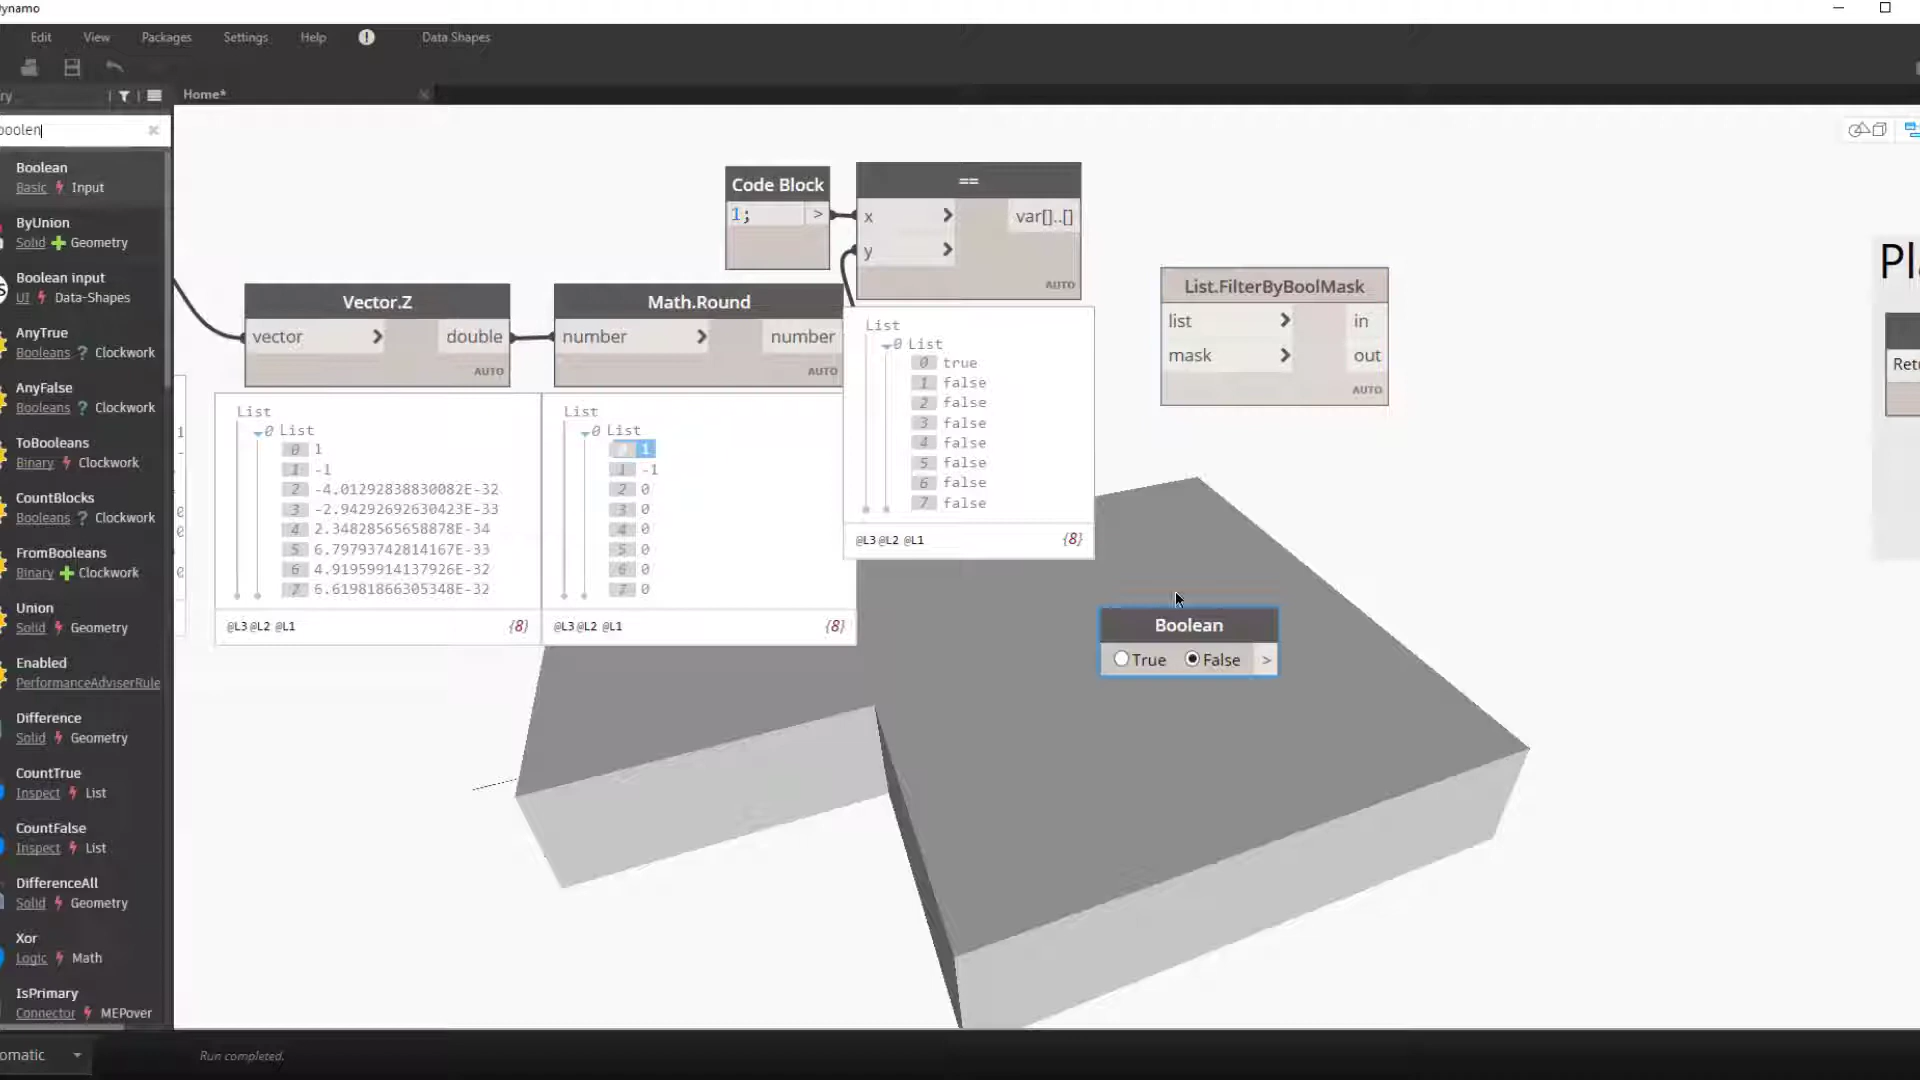 ynamo
Edit
View
Packages
Settings
Help
!
Data Shapes
ry
Home*
boolen
Boolean
Basic Input
ByUnion
Solid Geometry
Boolean input
UI Data-Shapes
AnyTrue
Booleans ? Clockwork
AnyFalse
Booleans ? Clockwork
ToBooleans
Binary Clockwork
CountBlocks
Booleans ? Clockwork
FromBooleans
Binary Clockwork
Union
Solid Geometry
Enabled
PerformanceAdviserRule
Difference
Solid Geometry
CountTrue
Inspect List
CountFalse
Inspect List
DifferenceAll
Solid Geometry
Xor
Logic Math
IsPrimary
Connector MEPover
omatic
Run completed.
Code Block
1; >
==
x > var[]..[]
y >
AUTO
Vector.Z
vector > double
AUTO
List
0 List
0 1
1 -1
2 -4.01292838830082E-32
3 -2.94292692630423E-33
4 2.34828565658878E-34
5 6.79793742814167E-33
6 4.91959914137926E-32
7 6.61981866305348E-32
@L3 @L2 @L1 {8}
Math.Round
number > number
AUTO
List
0 List
0 1
1 -1
2 0
3 0
4 0
5 0
6 0
7 0
@L3 @L2 @L1 {8}
List
0 List
0 true
1 false
2 false
3 false
4 false
5 false
6 false
7 false
@L3 @L2 @L1 {8}
List.FilterByBoolMask
list > in
mask > out
AUTO
Boolean
True False >
Pl
Retu